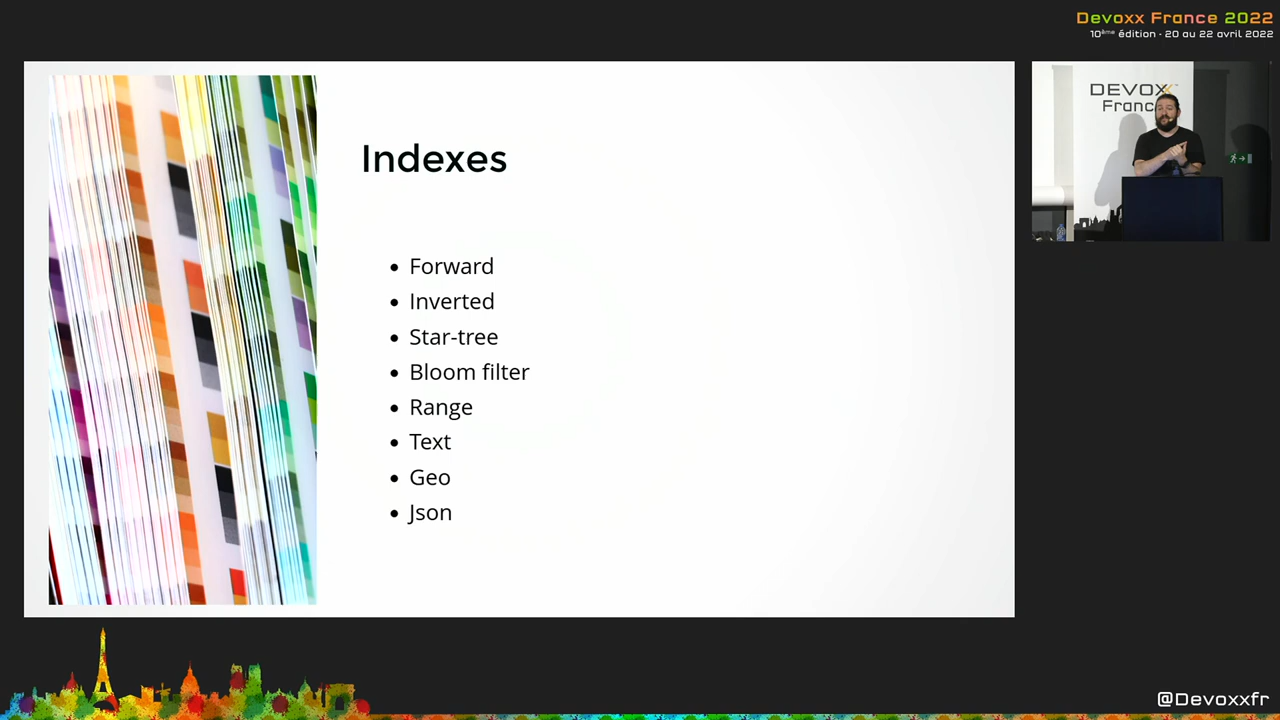 Devoxx France 2022
10ème édition - 20 au 22 avril 2022
DEVOXX
France
Indexes
Forward
Inverted
Star-tree
Bloom filter
Range
Text
Geo
Json
@Devoxxfr